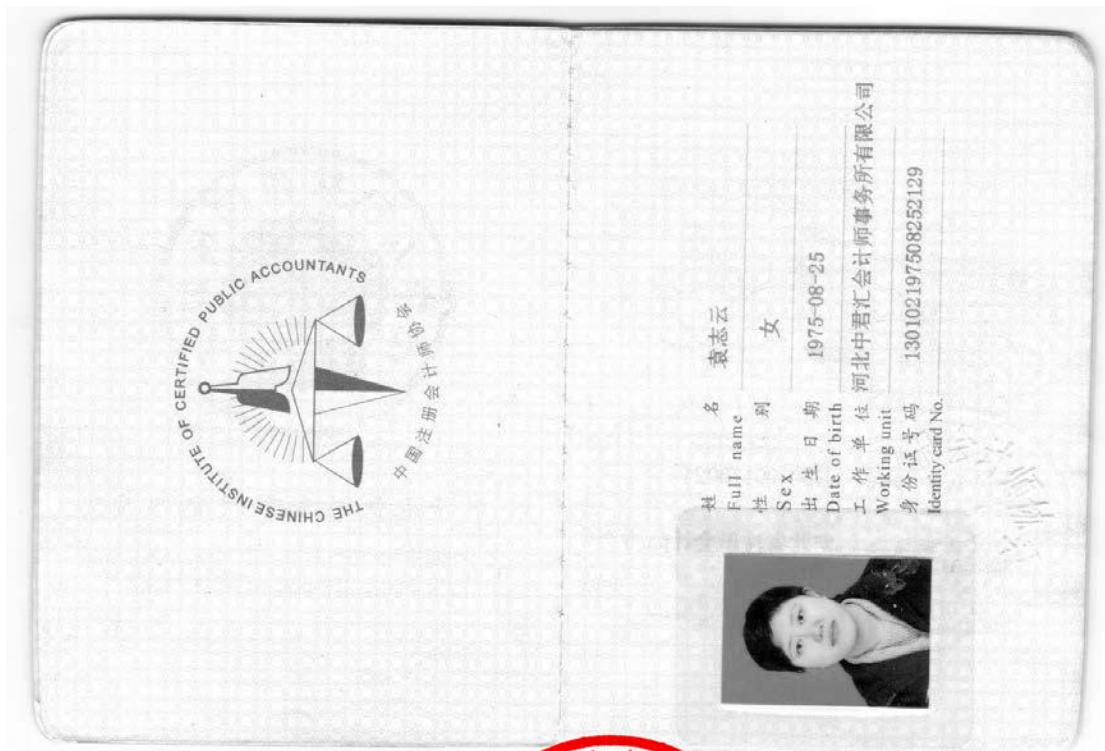 THE CHINESE INSTITUTE OF CERTIFIED PUBLIC ACCOUNTANTS
中国注册会计师协会
姓 名 袁志云
Full name
性 别 女
Sex
出 生 日 期 1975-08-25
Date of birth
工 作 单 位 河北中君汇会计师事务所有限公司
Working unit
身 份 证 号 码 130102197508252129
Identity card No.